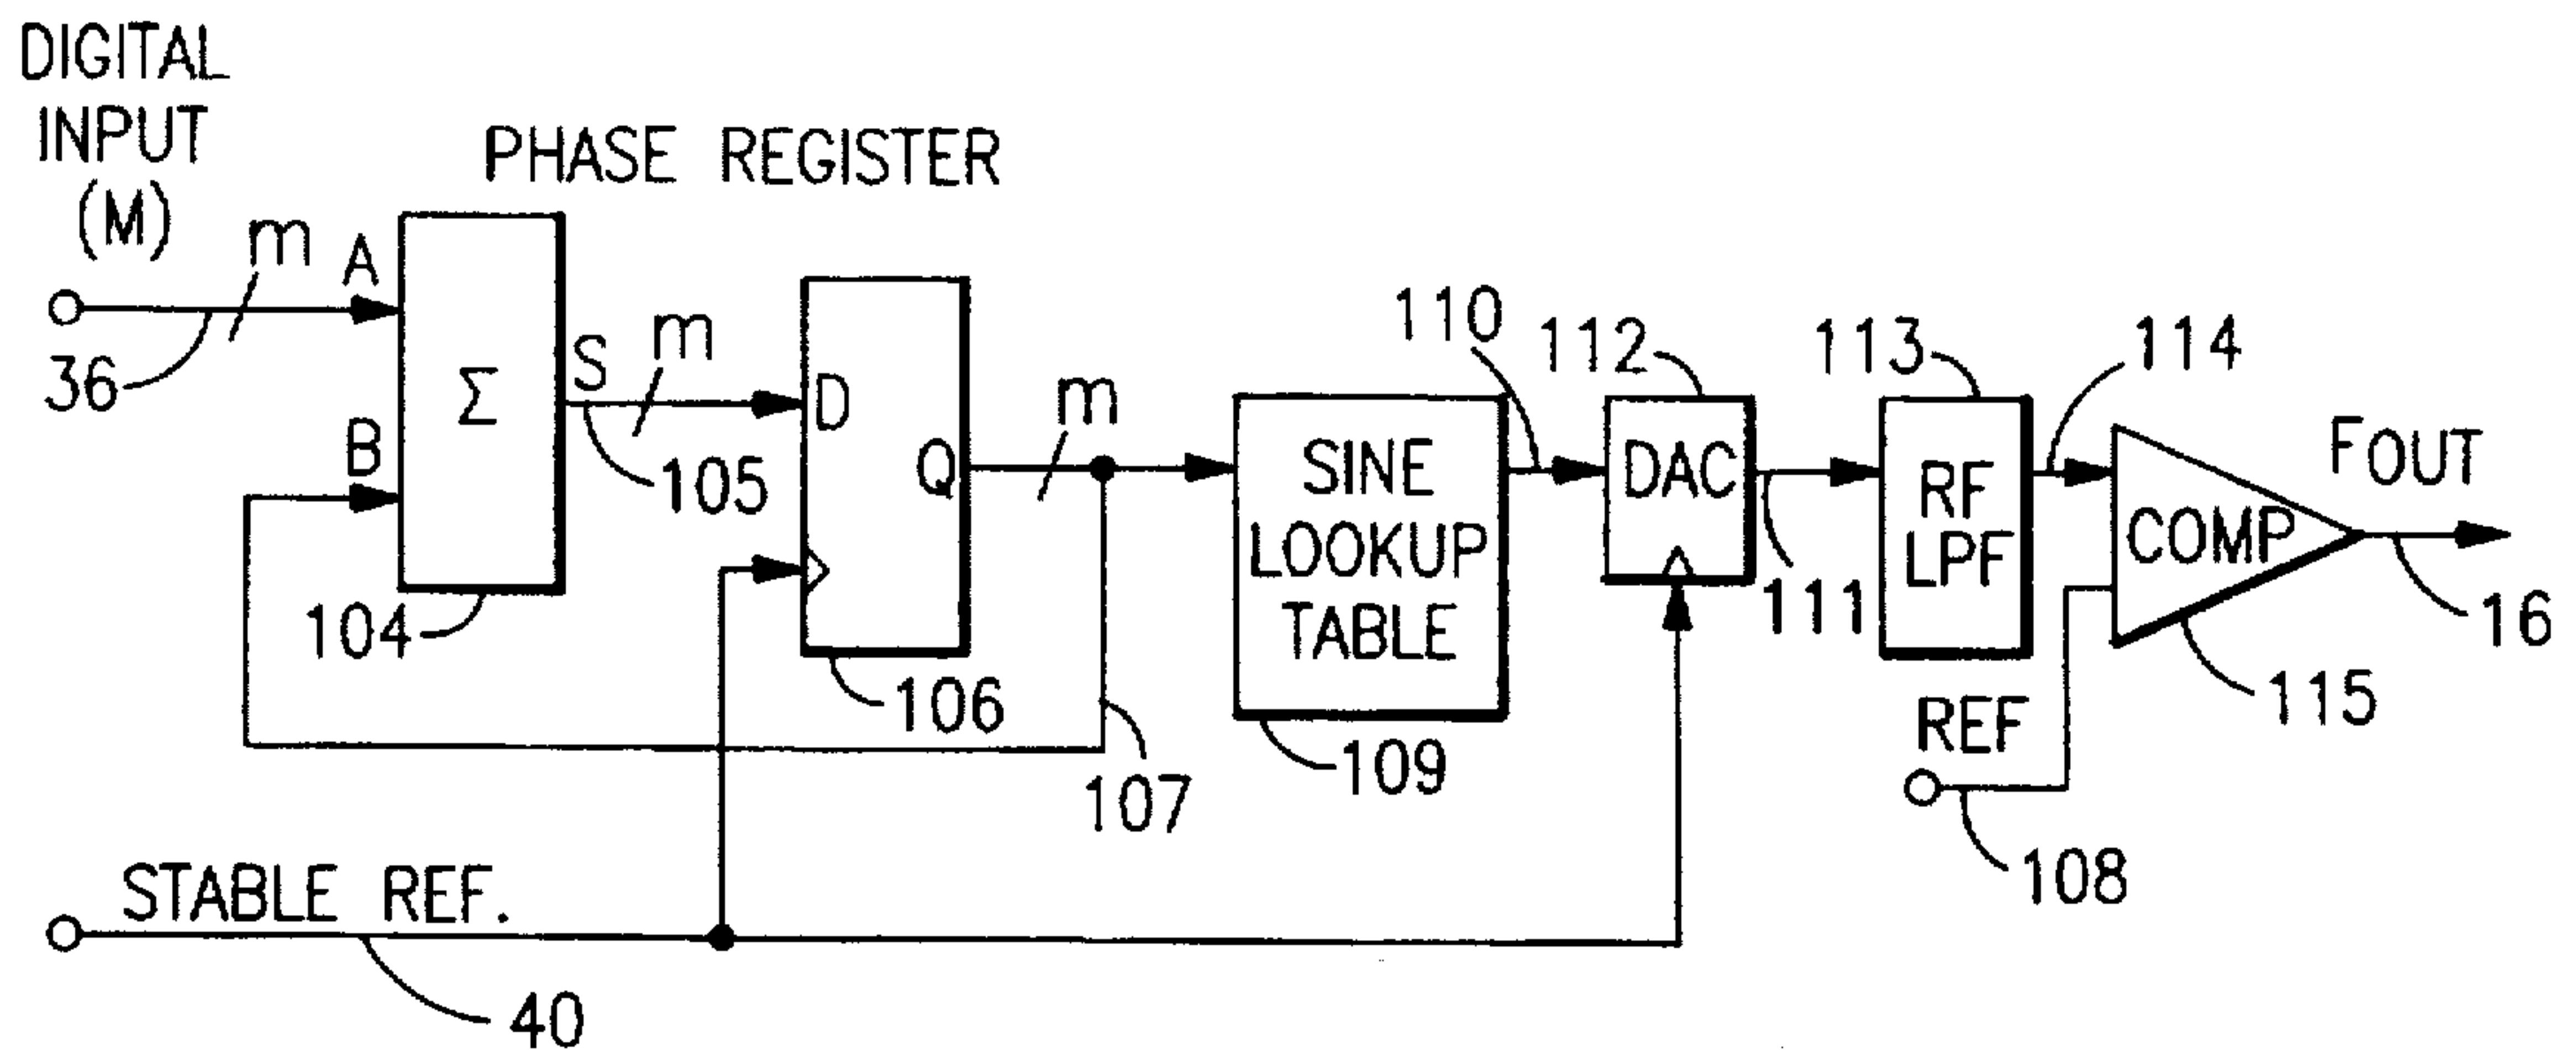 DIGITAL
INPUT
(M)
PHASE REGISTER
m
A
36
B
Σ
104
S
m
105
D
Q
106
m
107
SINE
LOOKUP
TABLE
109
110
112
DAC
111
113
RF
LPF
114
COMP
115
FOUT
16
REF
108
STABLE REF.
40